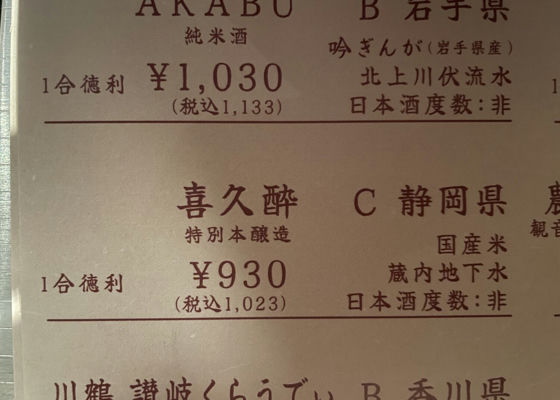 AKABU B 岩手県
純米酒 吟ぎんが(岩手県産)
1合徳利 ¥1,030 北上川伏流水
(税込1,133) 日本酒度数:非
喜久酔 C 静岡県
特別本醸造 国産米
1合徳利 ¥930 蔵内地下水
(税込1,023) 日本酒度数:非
川鶴 讃岐くらうでぃ B 香川県